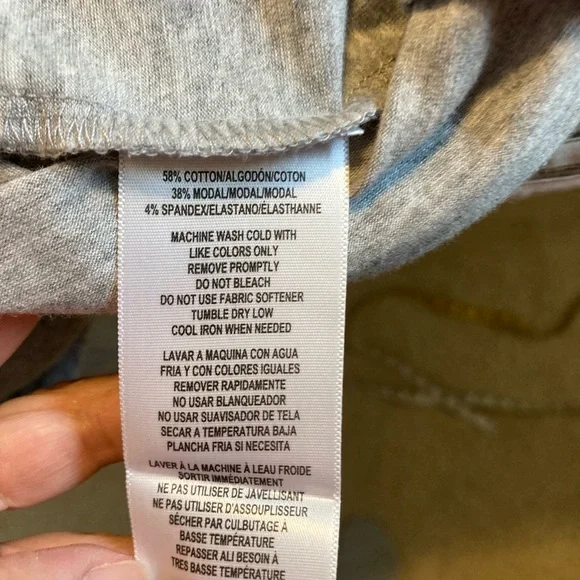 58% COTTON/ALGODÓN/COTON
38% MODAL/MODAL/MODAL
4% SPANDEX/ELASTANO/ÉLASTHANNE
MACHINE WASH COLD WITH
LIKE COLORS ONLY
REMOVE PROMPTLY
DO NOT BLEACH
DO NOT USE FABRIC SOFTENER
TUMBLE DRY LOW
COOL IRON WHEN NEEDED
LAVAR A MAQUINA CON AGUA
FRIA Y CON COLORES IGUALES
REMOVER RAPIDAMENTE
NO USAR BLANQUEADOR
NO USAR SUAVISADOR DE TELA
SECAR A TEMPERATURA BAJA
PLANCHA FRIA SI NECESITA
LAVER À LA MACHINE À LEAU FROIDE
SORTIR IMMÉDIATEMENT
NE PAS UTILISER DE JAVELLISANT
NE PAS UTILISER D'ASSOUPLISEUR
SÉCHER PAR CULBUTAGE À
BASSE TEMPÉRATURE
REPASSER ALI BESOIN À
TRES BASSE TEMPÉRATURE